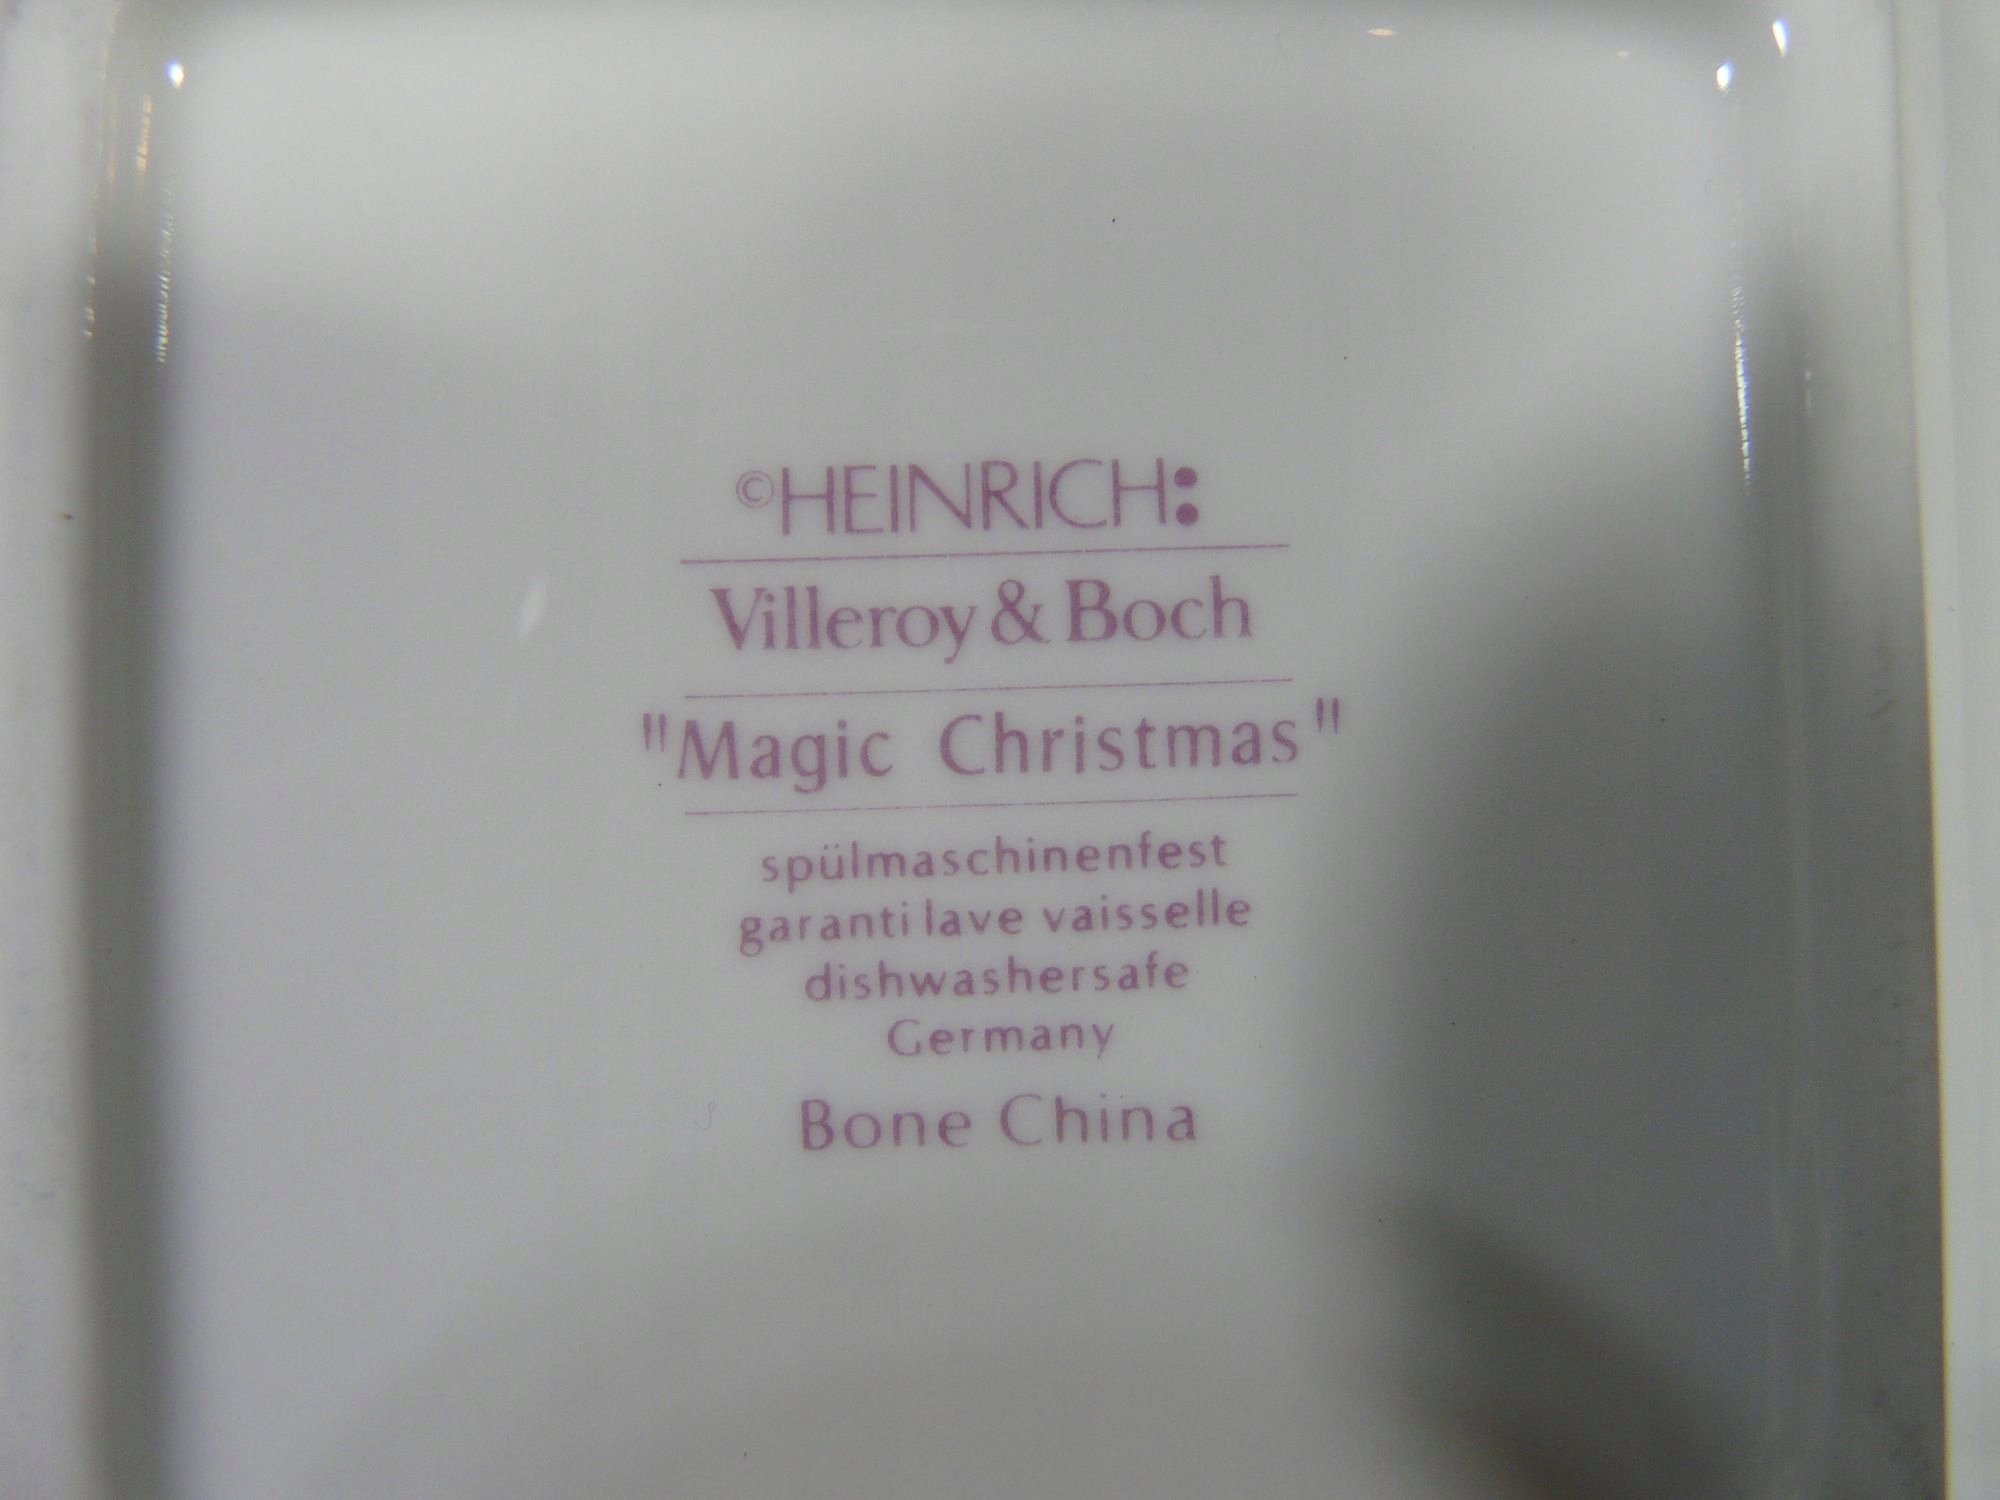 ©HEINRICH:
Villeroy & Boch
"Magic Christmas"
spülmaschinenfest
garanti lave vaisselle
dishwashersafe
Germany
Bone China